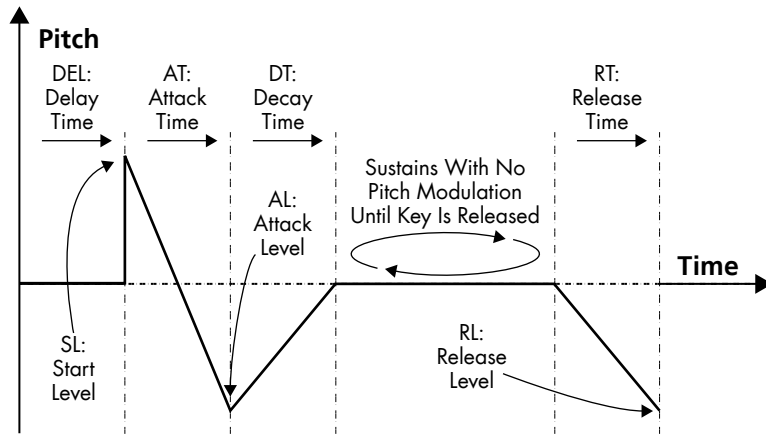 Pitch
DEL:
Delay
Time
AT:
Attack
Time
DT:
Decay
Time
RT:
Release
Time
Sustains With No
Pitch Modulation
Until Key Is Released
AL:
Attack
Level
Time
SL:
Start
Level
RL:
Release
Level